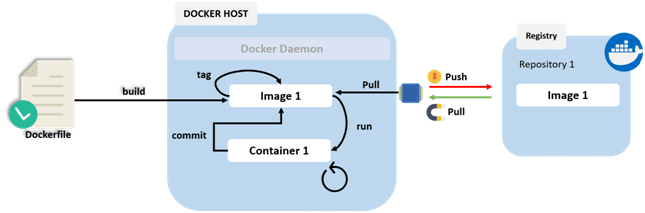 DOCKER HOST
Docker Daemon
tag
build
Image 1
Pull
commit
run
Container 1
Dockerfile
Push
Pull
Registry
Repository 1
Image 1